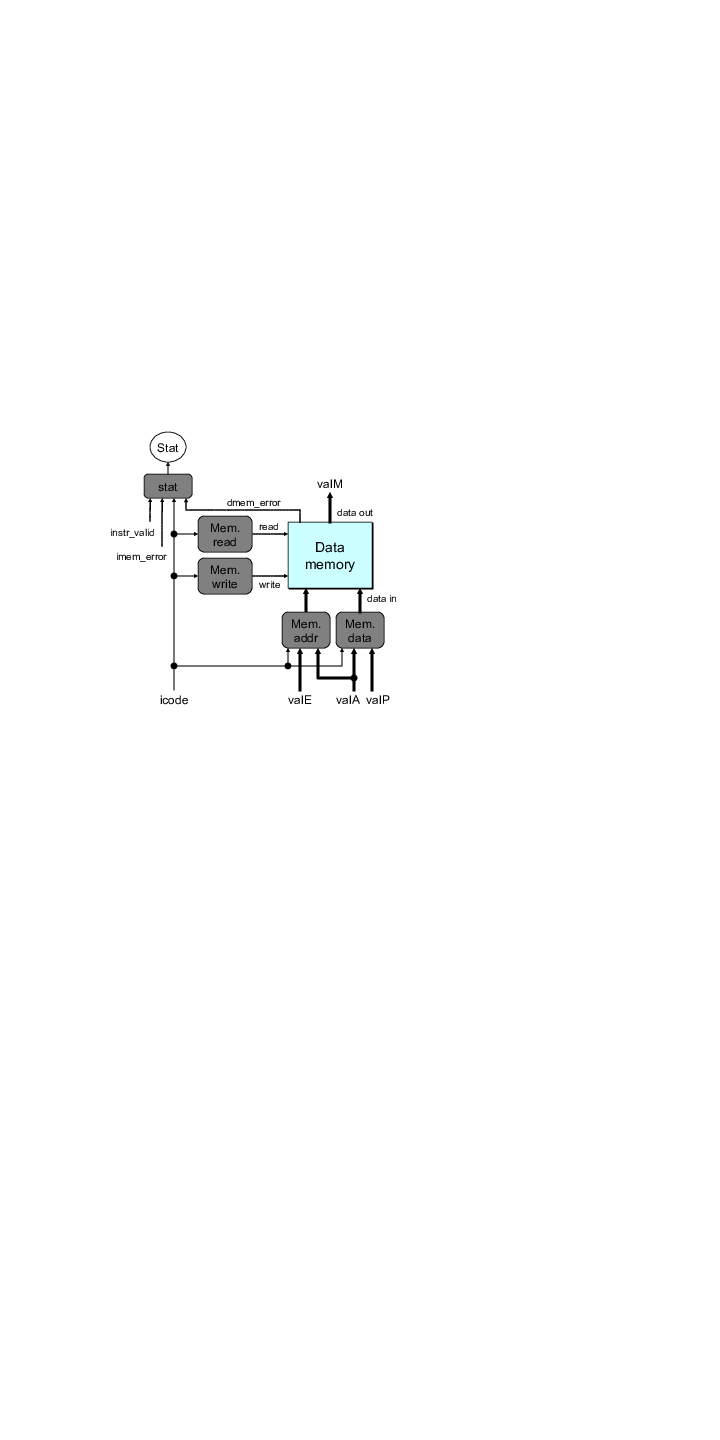 Stat
stat
valM
dmem_error
data out
instr_valid
Mem.
read
read
imem_error
Data
memory
Mem.
write
write
data in
Mem.
addr
Mem.
data
icode
valE
valA
valP